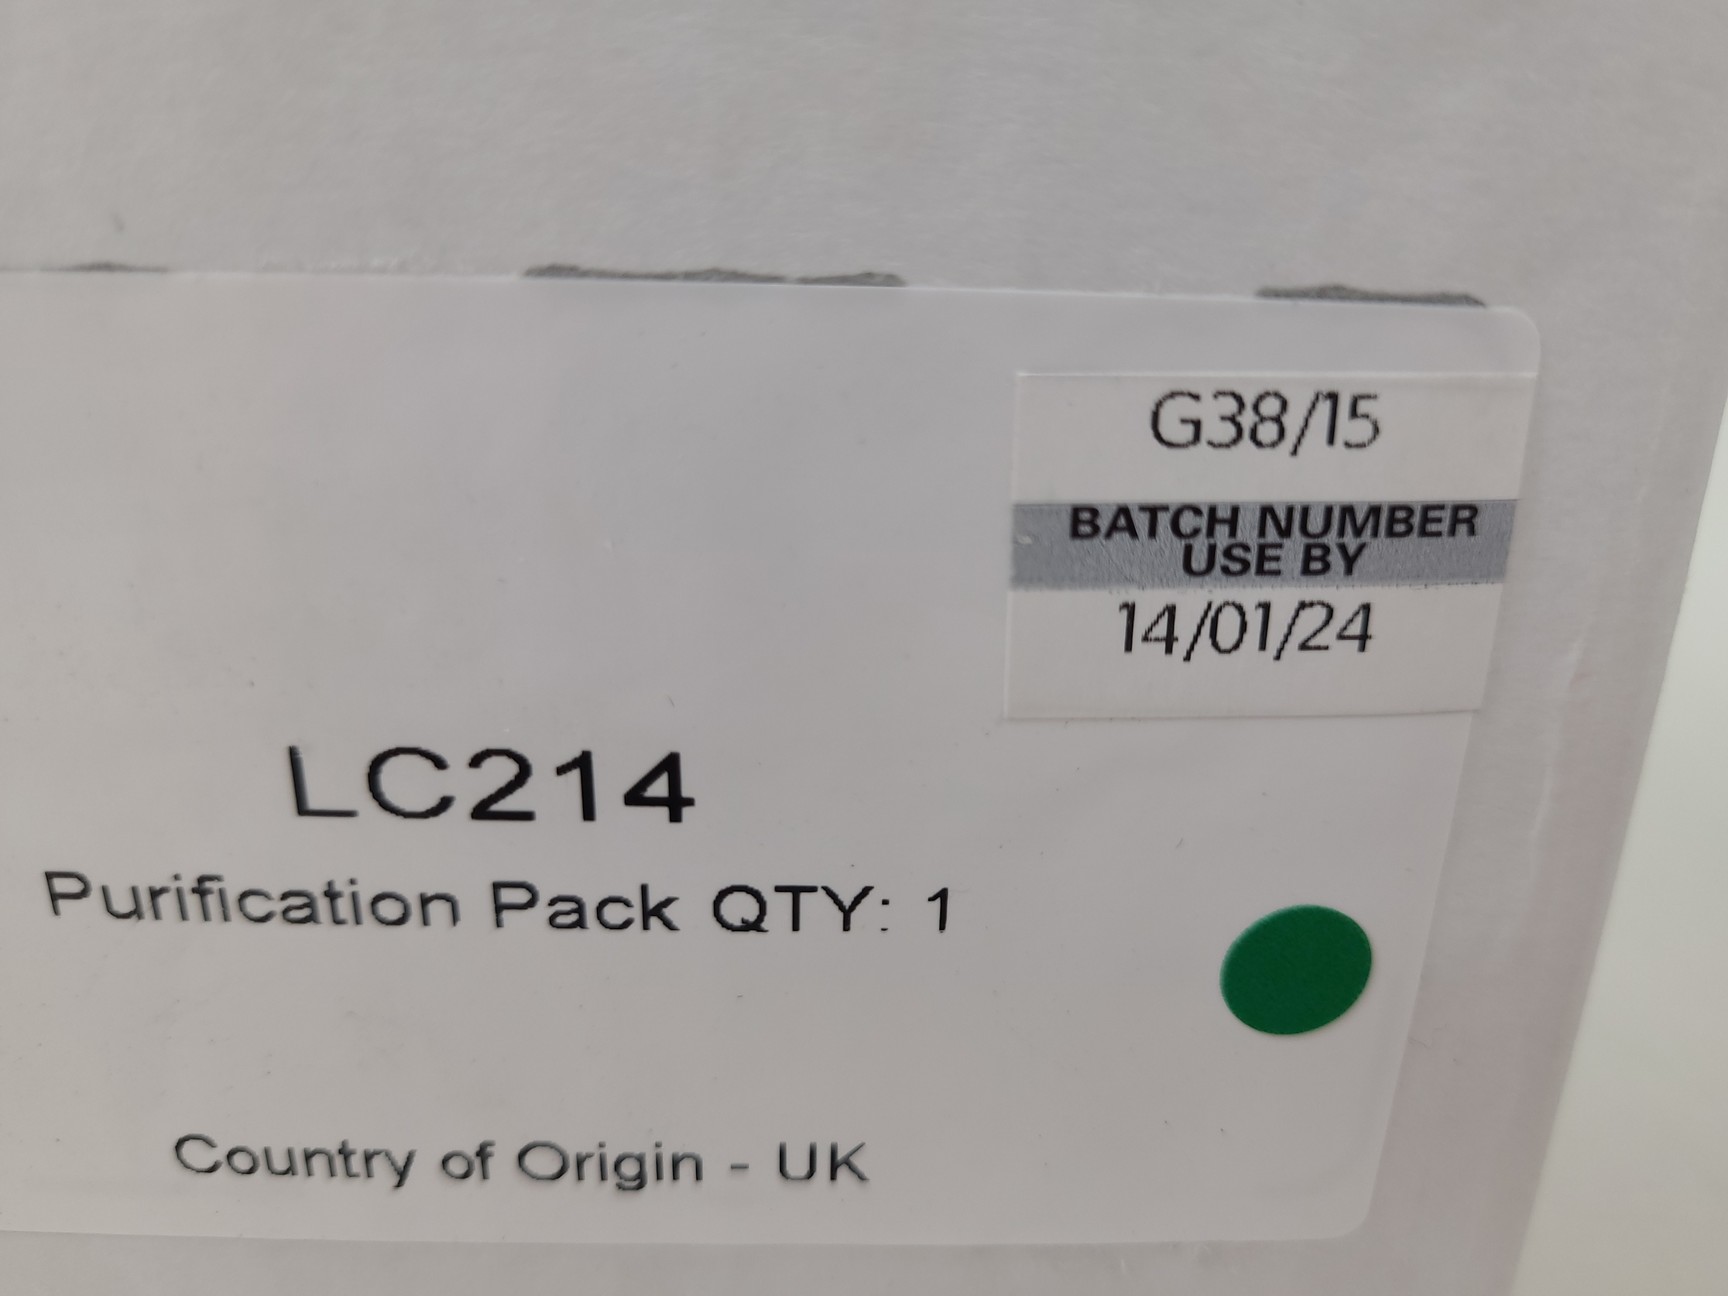 G38/15
BATCH NUMBER
USE BY
14/01/24
LC214
Purification Pack QTY: 1
Country of Origin - UK